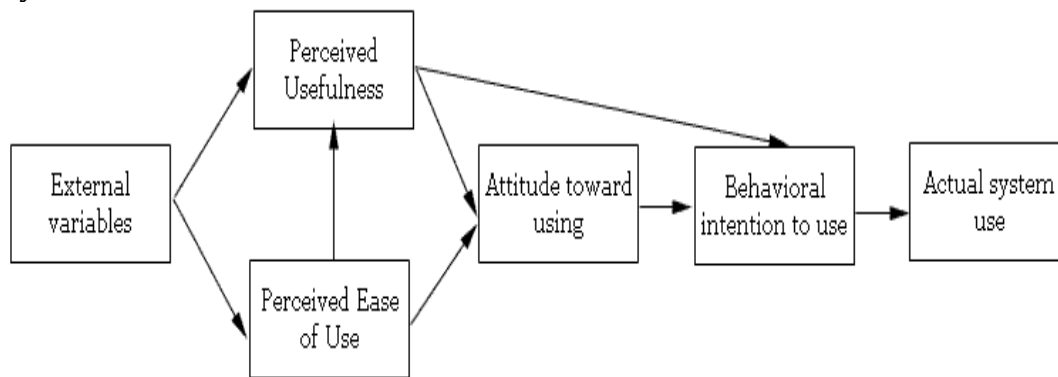 Perceived
Usefulness
External
variables
Attitude toward
using
Behavioral
intention to use
Actual system
use
Perceived Ease
of Use